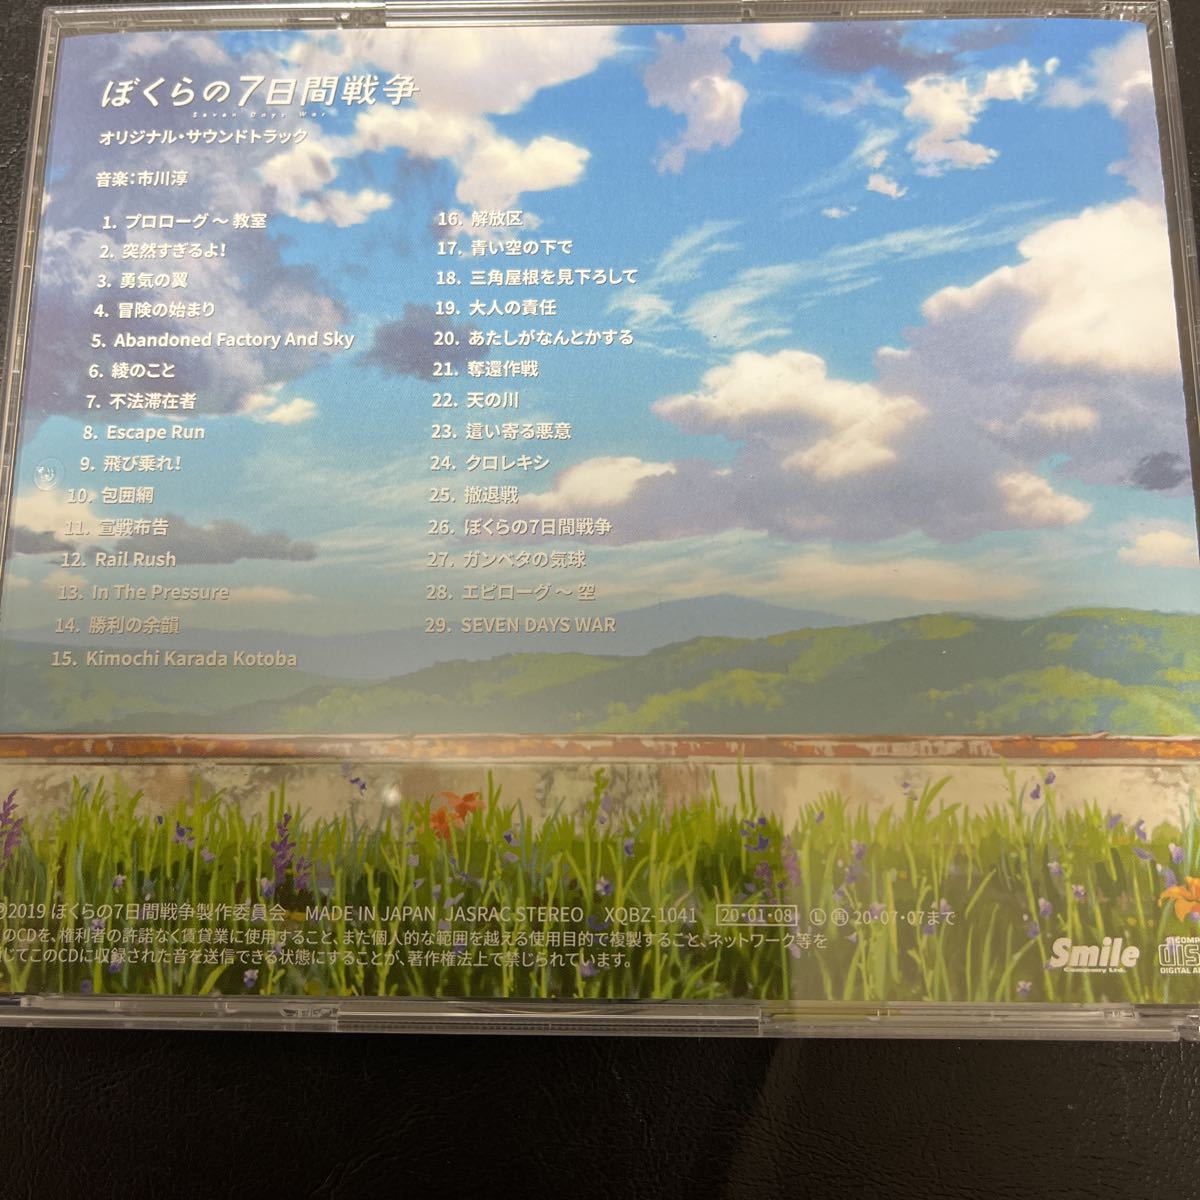 ぼくらの7日間戦争
Seven Days War
オリジナル・サウンドトラック
音楽：市川淳
1. プロローグ 〜 教室
2. 突然すぎるよ！
3. 勇気の翼
4. 冒険の始まり
5. Abandoned Factory And Sky
6. 綾のこと
7. 不法滞在者
8. Escape Run
9. 飛び乗れ！
10. 包囲網
11. 宣戦布告
12. Rail Rush
13. In The Pressure
14. 勝利の余韻
15. Kimochi Karada Kotoba
16. 解放区
17. 青い空の下で
18. 三角屋根を見下ろして
19. 大人の責任
20. あたしがなんとかする
21. 奪還作戦
22. 天の川
23. 這い寄る悪意
24. クロレキシ
25. 撤退戦
26. ぼくらの7日間戦争
27. ガンベタの気球
28. エピローグ 〜 空
29. SEVEN DAYS WAR
2019 ぼくらの7日間戦争製作委員会 MADE IN JAPAN JASRAC STEREO XQBZ-1041 20・01・08 Ⓛ ㊢ 20・07・07まで
のCDを、権利者の許諾なく賃貸業に使用すること、また個人的な範囲を越える使用目的で複製すること、ネットワーク等を
じてこのCDに収録された音を送信できる状態にすることが、著作権法上で禁じられています。
Smile
Company Ltd.
COMP
dis
DIGITAL A